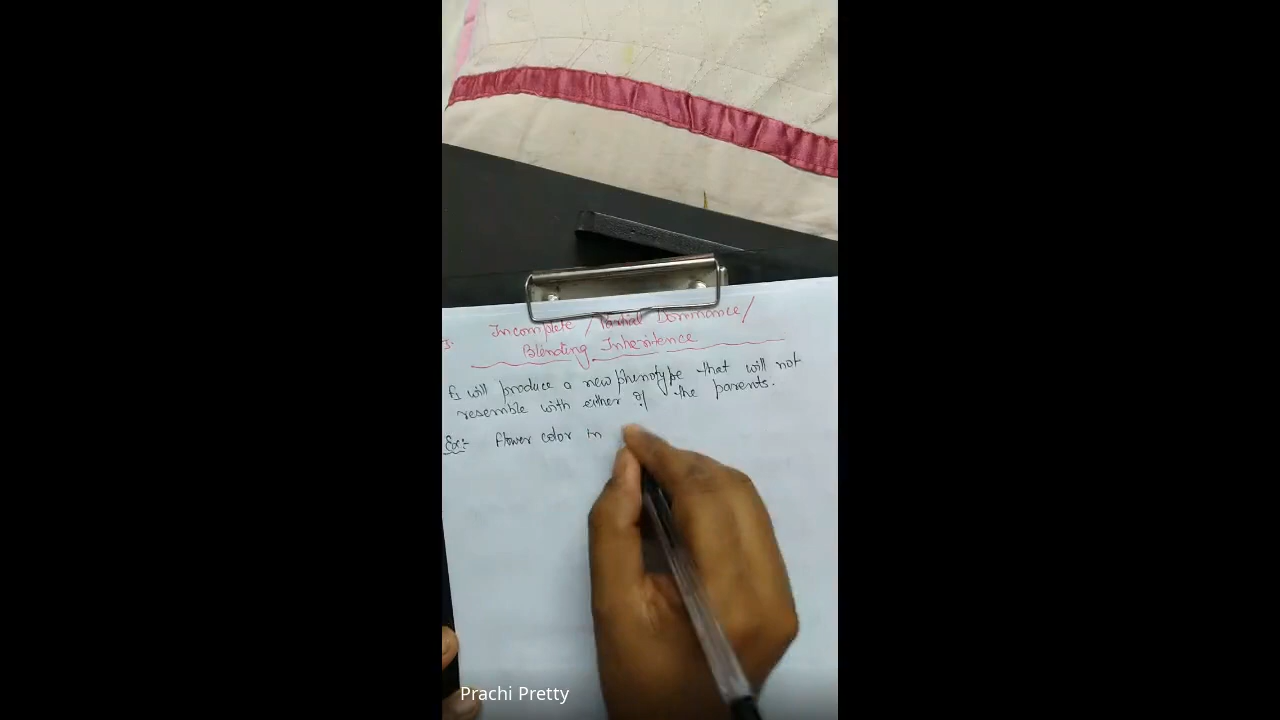 Incomplete / Partial Dominance /
Blending Inheritence
F1 will produce a new phenotype that will not
resemble with either of the parents.
Ex:- flower color in
Prachi Pretty